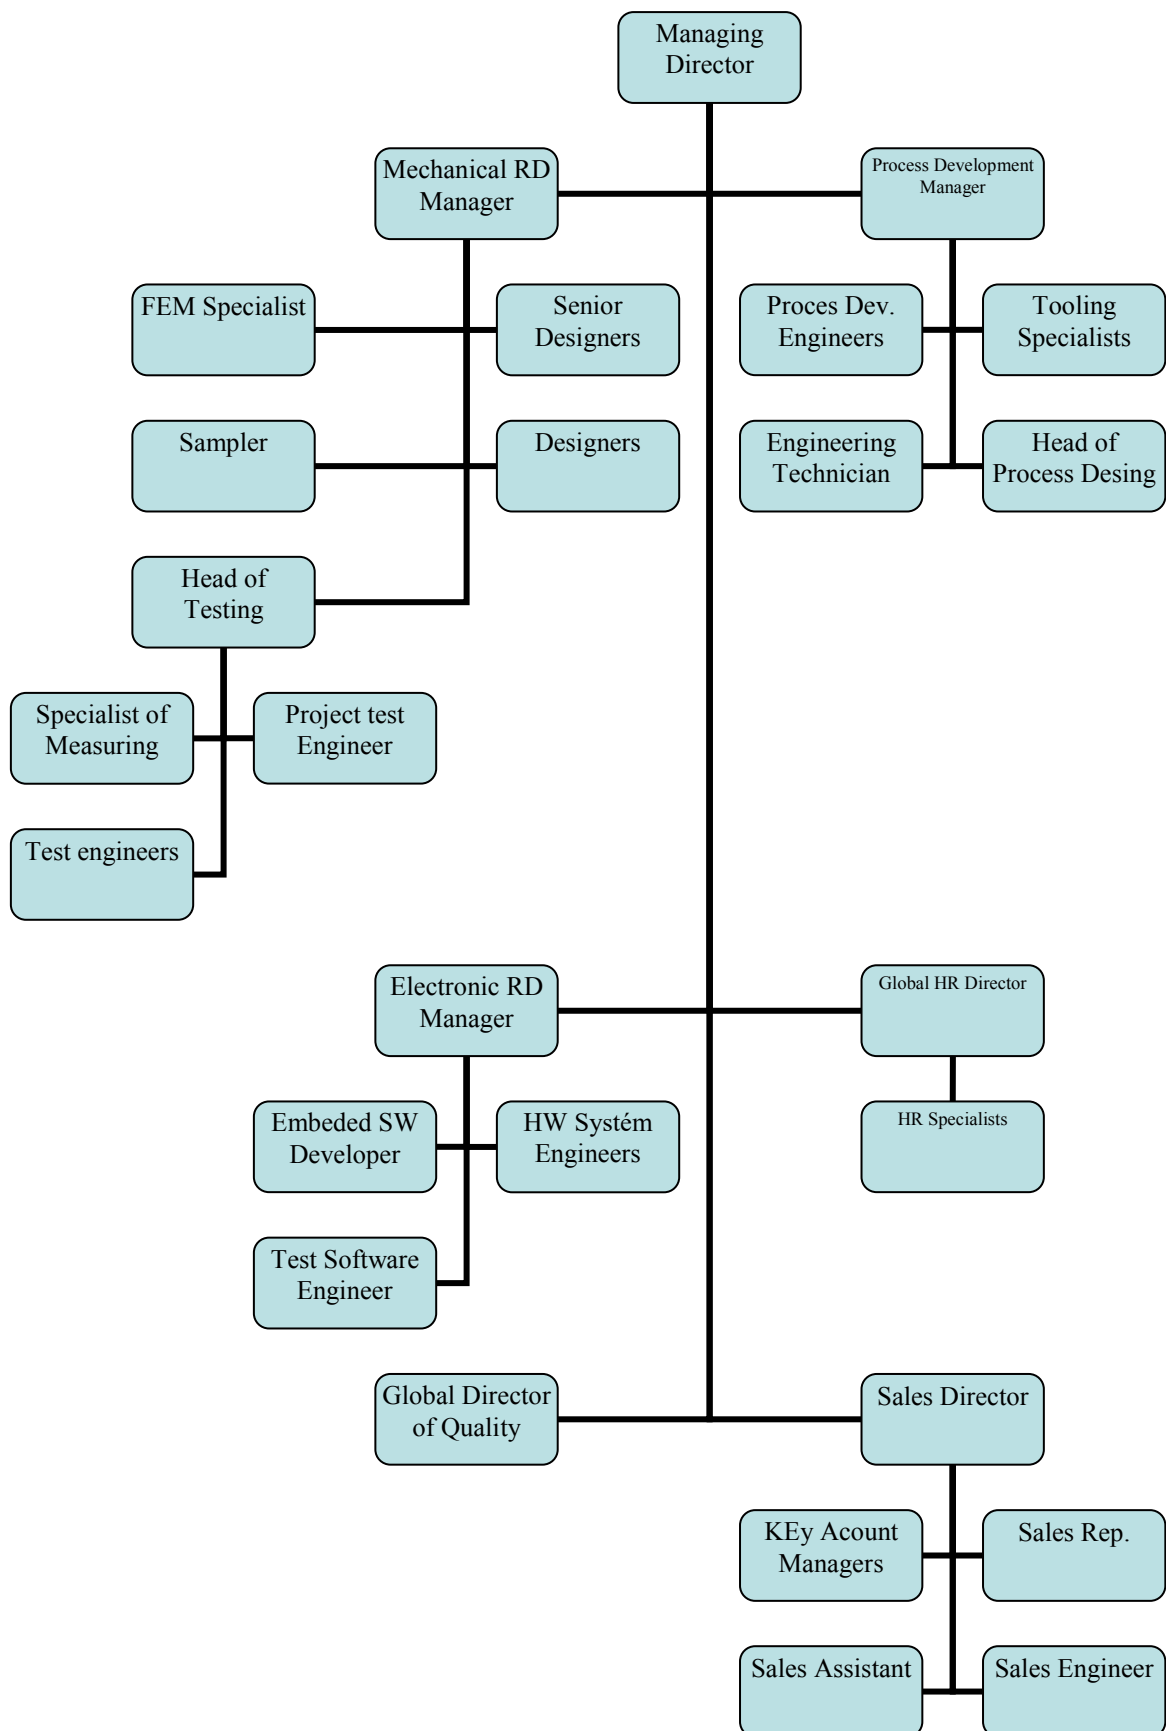 Managing
Director
Mechanical RD
Manager
Process Development
Manager
FEM Specialist
Senior
Designers
Proces Dev.
Engineers
Tooling
Specialists
Sampler
Designers
Engineering
Technician
Head of
Process Desing
Head of
Testing
Specialist of
Measuring
Project test
Engineer
Test engineers
Electronic RD
Manager
Global HR Director
Embeded SW
Developer
HW Systém
Engineers
HR Specialists
Test Software
Engineer
Global Director
of Quality
Sales Director
KEy Acount
Managers
Sales Rep.
Sales Assistant
Sales Engineer